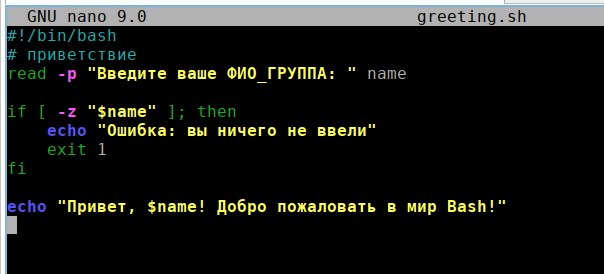 GNU nano 9.0 greeting.sh
#!/bin/bash
# приветствие
read -p "Введите ваше ФИО_ГРУППА: " name
if [ -z "$name" ]; then
echo "Ошибка: вы ничего не ввели"
exit 1
fi
echo "Привет, $name! Добро пожаловать в мир Bash!"